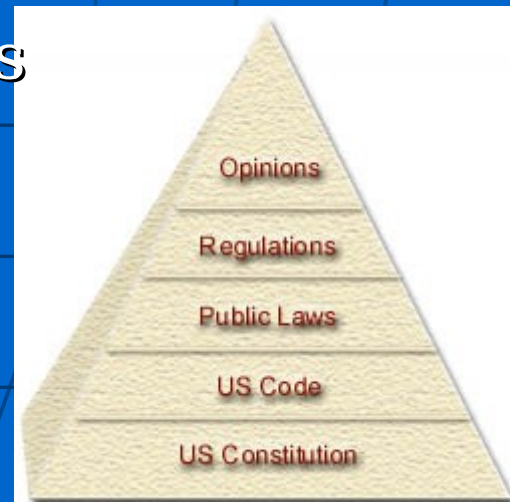 s
Opinions
Regulations
Public Laws
US Code
US Constitution